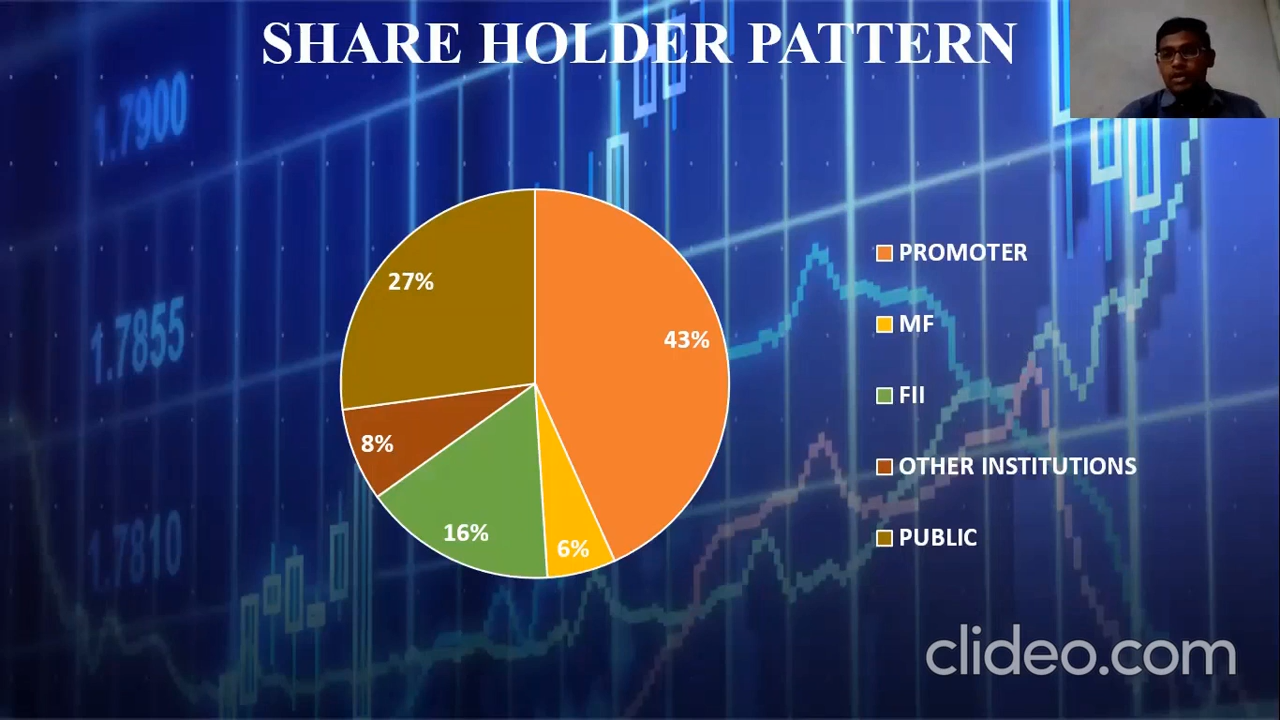 SHARE HOLDER PATTERN
1.7900
1.7855
1.7810
27%
43%
8%
16%
6%
PROMOTER
MF
FII
OTHER INSTITUTIONS
PUBLIC
clideo.com